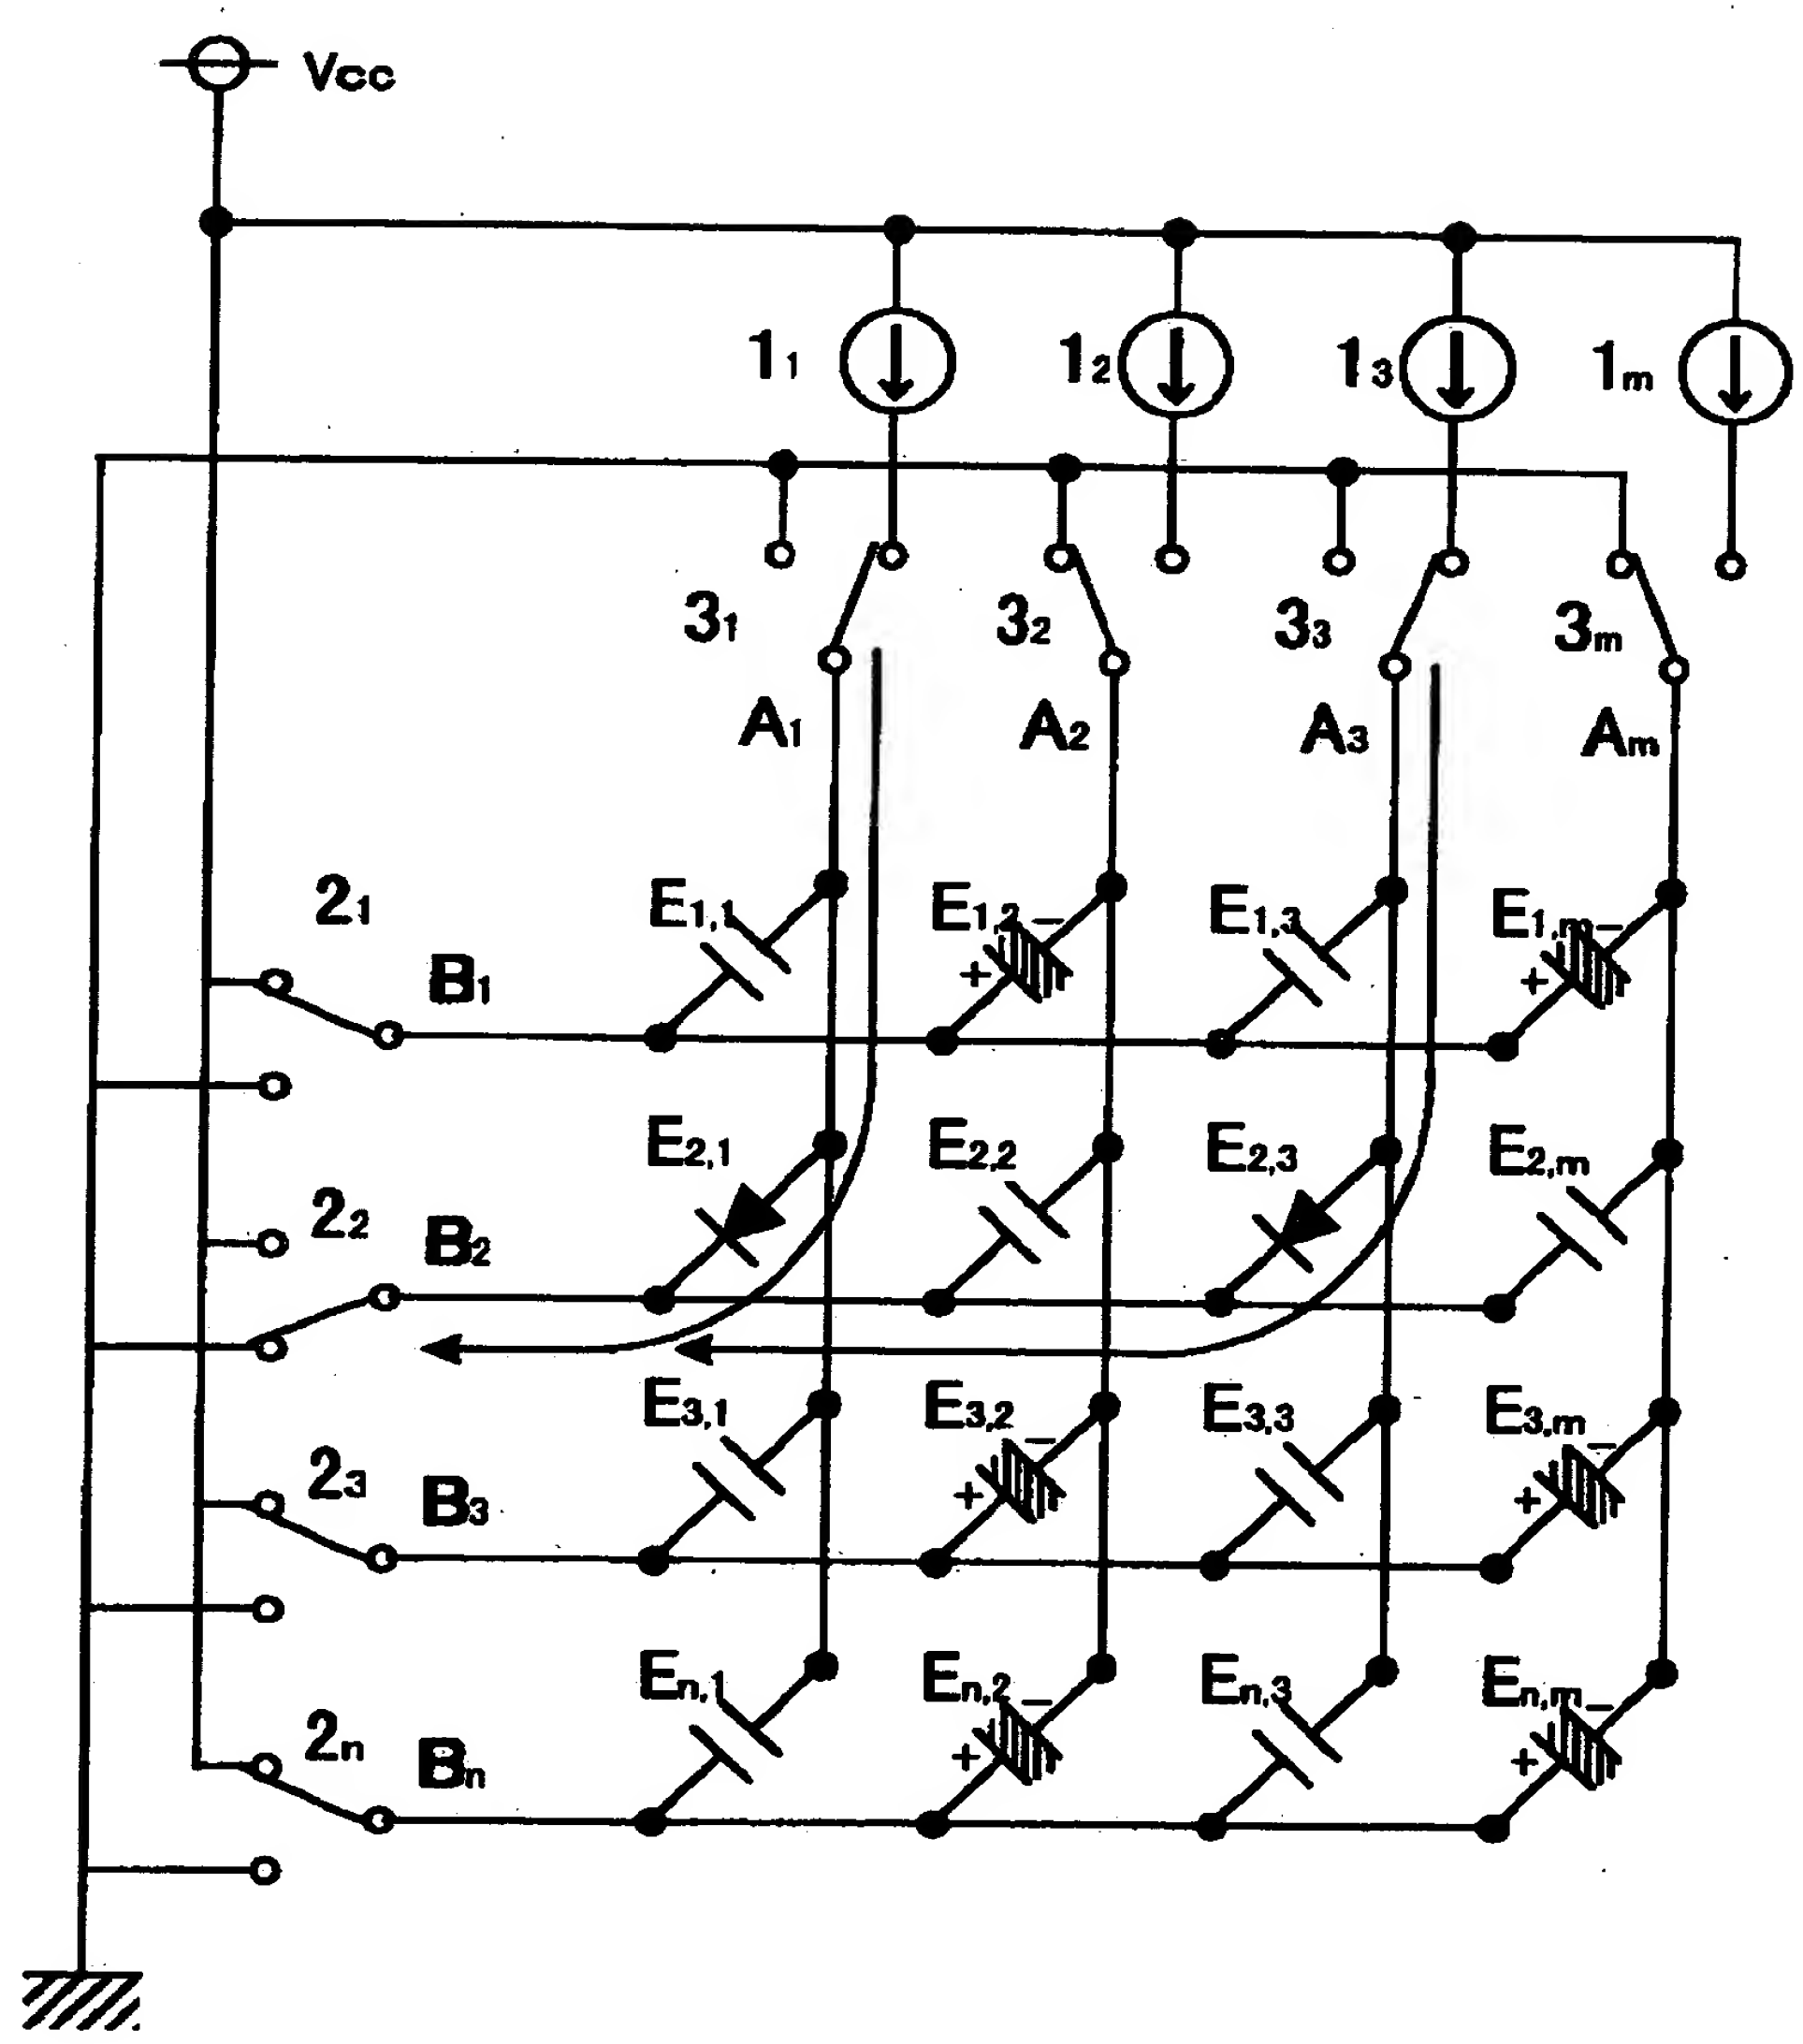 Vcc
1₁ 1₂ 1₃ 1m
3₁ 3₂ 3₃ 3m
A₁ A₂ A₃ Am
2₁ B₁ E1,1 E1,2 E1,3 E1,m
− −
+ +
2₂ B₂ E2,1 E2,2 E2,3 E2,m
2₃ B₃ E3,1 E3,2 E3,3 E3,m
− −
+ +
2n Bn En,1 En,2 En,3 En,m
− −
+ +